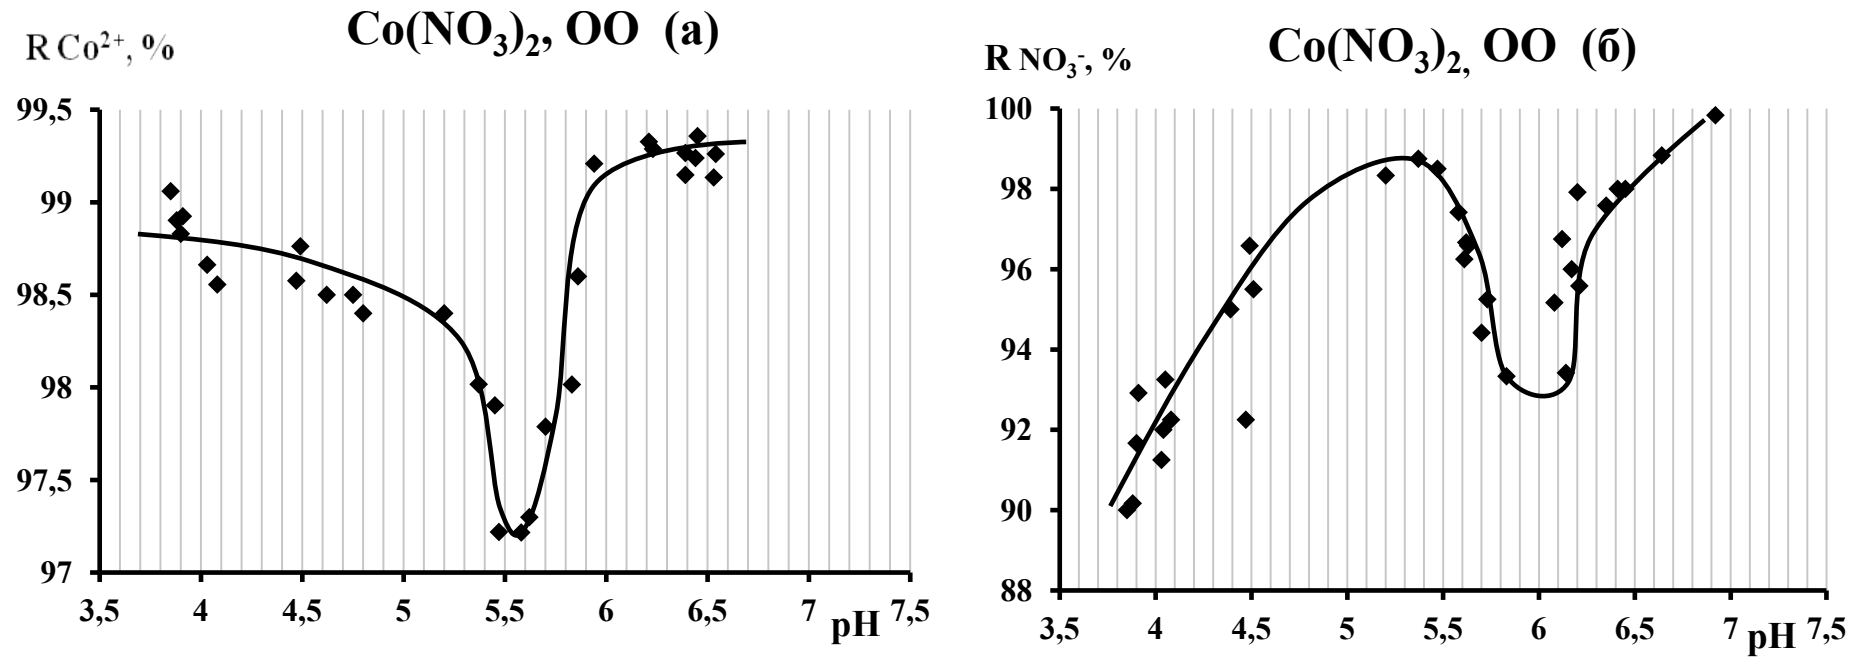 Co(NO₃)₂, OO (а)
R Co²⁺, %
99,5
99
98,5
98
97,5
97
3,5 4 4,5 5 5,5 6 6,5 7 7,5
pH
Co(NO₃)₂, OO (б)
R NO₃⁻, %
100
98
96
94
92
90
88
3,5 4 4,5 5 5,5 6 6,5 7 7,5
pH